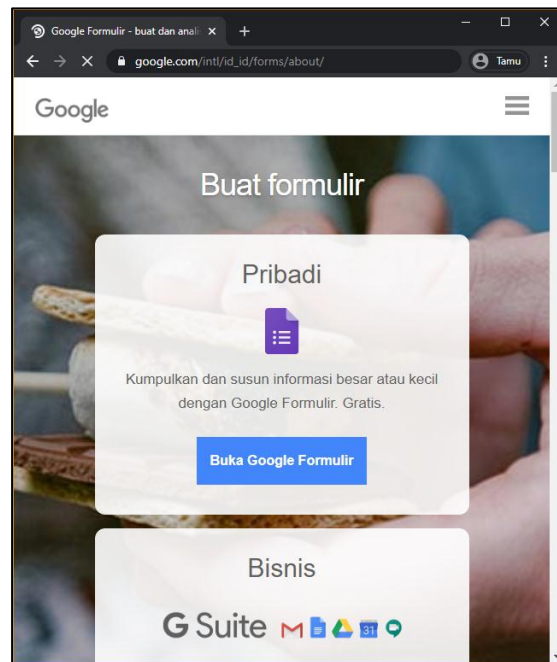 Google Formulir - buat dan anali
google.com/intl/id_id/forms/about/
Tamu
Google
Buat formulir
Pribadi
Kumpulkan dan susun informasi besar atau kecil
dengan Google Formulir. Gratis.
Buka Google Formulir
Bisnis
G Suite
31